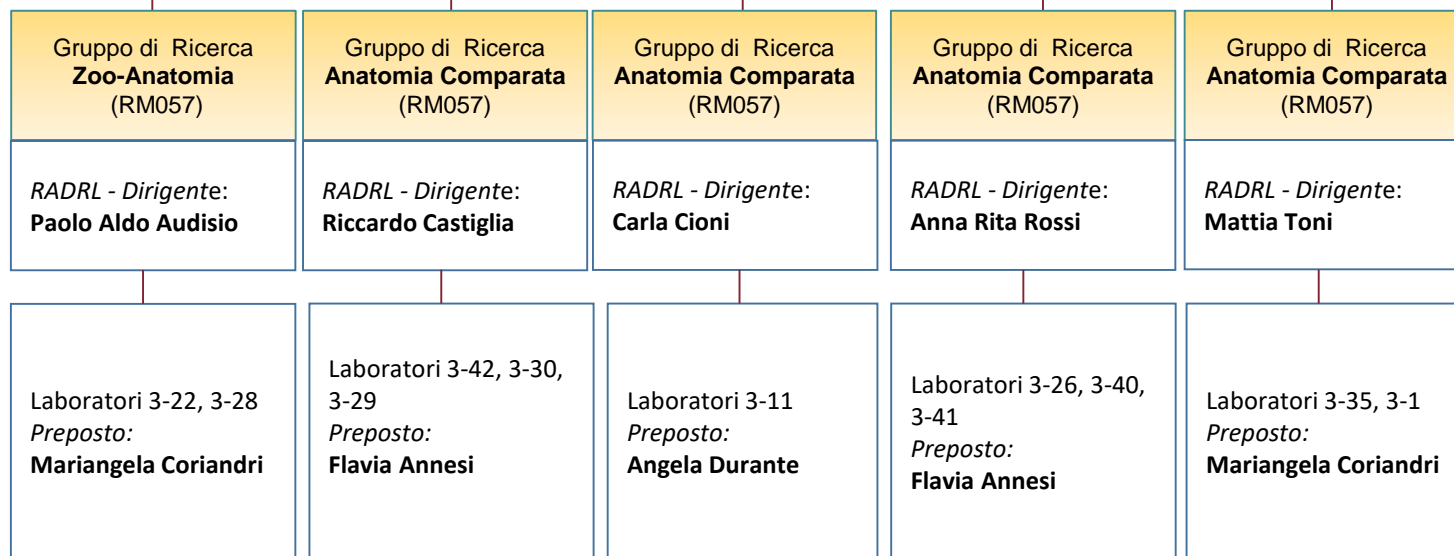 Gruppo di Ricerca
Zoo-Anatomia
(RM057)
RADRL - Dirigente:
Paolo Aldo Audisio
Laboratori 3-22, 3-28
Preposto:
Mariangela Coriandri
Gruppo di Ricerca
Anatomia Comparata
(RM057)
RADRL - Dirigente:
Riccardo Castiglia
Laboratori 3-42, 3-30,
3-29
Preposto:
Flavia Annesi
Gruppo di Ricerca
Anatomia Comparata
(RM057)
RADRL - Dirigente:
Carla Cioni
Laboratori 3-11
Preposto:
Angela Durante
Gruppo di Ricerca
Anatomia Comparata
(RM057)
RADRL - Dirigente:
Anna Rita Rossi
Laboratori 3-26, 3-40,
3-41
Preposto:
Flavia Annesi
Gruppo di Ricerca
Anatomia Comparata
(RM057)
RADRL - Dirigente:
Mattia Toni
Laboratori 3-35, 3-1
Preposto:
Mariangela Coriandri